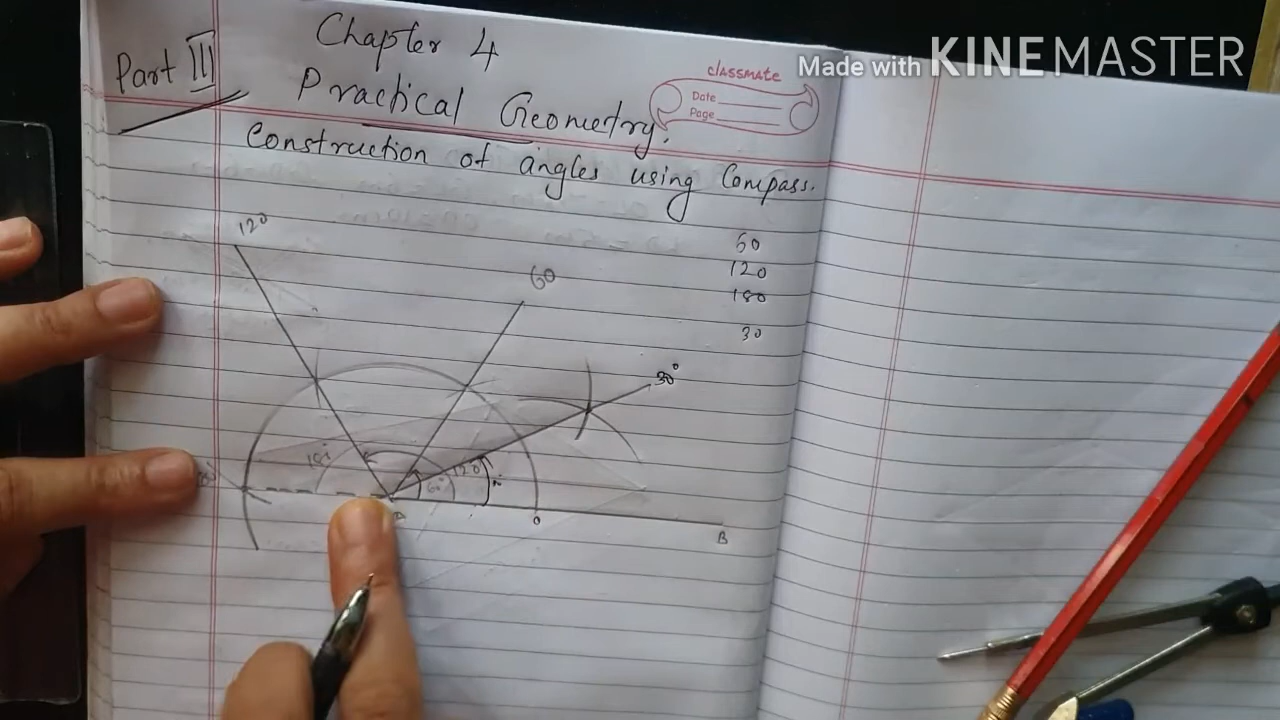 Made with KINEMASTER
Chapter 4
Part III
Practical Geometry.
classmate
Date
Page
Construction of angles using Compass.
60
120
180
30
120
60
30°
120
60°
B